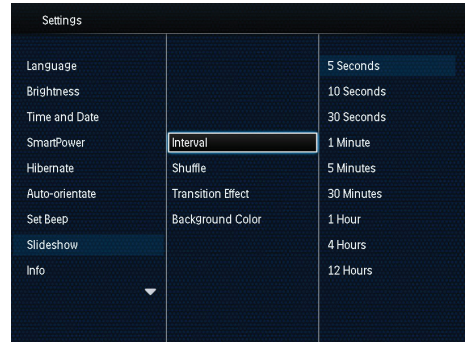 Settings
Language
Brightness
Time and Date
SmartPower
Hibernate
Auto-orientate
Set Beep
Slideshow
Info
Interval
Shuffle
Transition Effect
Background Color
5 Seconds
10 Seconds
30 Seconds
1 Minute
5 Minutes
30 Minutes
1 Hour
4 Hours
12 Hours